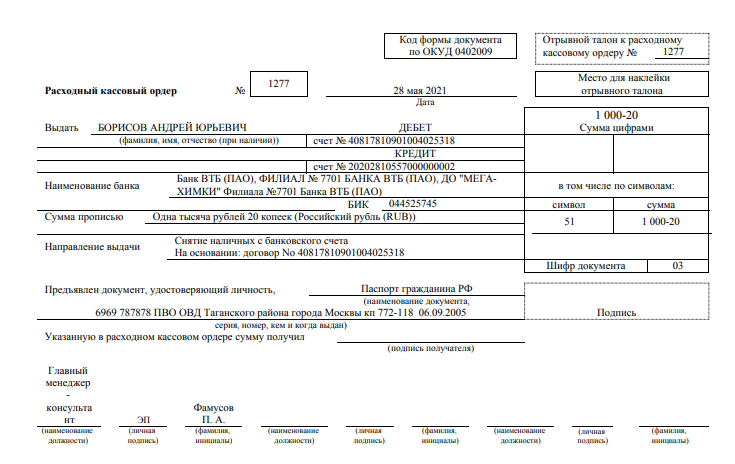 Код формы документа
по ОКУД 0402009
Отрывной талон к расходному
кассовому ордеру № 1277
Расходный кассовый ордер № 1277 28 мая 2021
Дата
Место для наклейки
отрывного талона
1 000-20
Сумма цифрами
Выдать БОРИСОВ АНДРЕЙ ЮРЬЕВИЧ ДЕБЕТ
(фамилия, имя, отчество (при наличии)) счет № 40817810901004025318
КРЕДИТ
счет № 20202810557000000002
Наименование банка Банк ВТБ (ПАО), ФИЛИАЛ № 7701 БАНКА ВТБ (ПАО), ДО "МЕГА-
ХИМКИ" Филиала №7701 Банка ВТБ (ПАО)
БИК 044525745
в том числе по символам:
символ сумма
51 1 000-20
Сумма прописью Одна тысяча рублей 20 копеек (Российский рубль (RUB))
Направление выдачи Снятие наличных с банковского счета
На основании: договор No 40817810901004025318
Шифр документа 03
Предъявлен документ, удостоверяющий личность, Паспорт гражданина РФ
(наименование документа,
6969 787878 ПВО ОВД Таганского района города Москвы кп 772-118 06.09.2005
серия, номер, кем и когда выдан)
Подпись
Указанную в расходном кассовом ордере сумму получил
(подпись получателя)
Главный
менеджер
-
консульта
нт ЭП Фамусов
П. А.
(наименование должности) (личная подпись) (фамилия, инициалы) (наименование должности) (личная подпись) (фамилия, инициалы) (наименование должности) (личная подпись) (фамилия, инициалы)